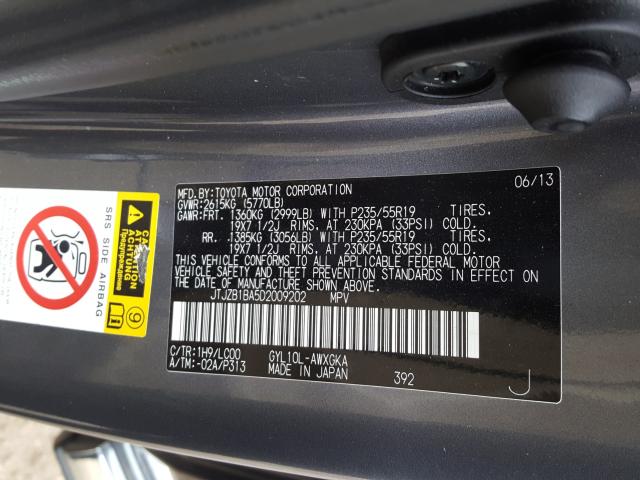 MFD.BY:TOYOTA MOTOR CORPORATION 06/13
GVWR:2615KG (5770LB)
GAWR:FRT. 1360KG (2999LB) WITH P235/55R19 TIRES.
19X7 1/2J RIMS. AT 230KPA (33PSI) COLD.
RR. 1385KG (3056LB) WITH P235/55R19 TIRES.
19X7 1/2J RIMS. AT 230KPA (33PSI) COLD.
THIS VEHICLE CONFORMS TO ALL APPLICABLE FEDERAL MOTOR
VEHICLE SAFETY AND THEFT PREVENTION STANDARDS IN EFFECT ON
THE DATE OF MANUFACTURE SHOWN ABOVE.
JTJZB1BA5D2009202 MPV
C/TR:1H9/LC00 GYL10L-AWXGKA
A/TM:-02A/P313 MADE IN JAPAN 392 J
SRS SIDE AIRBAG
ATTENTION
ACHTUNG
9